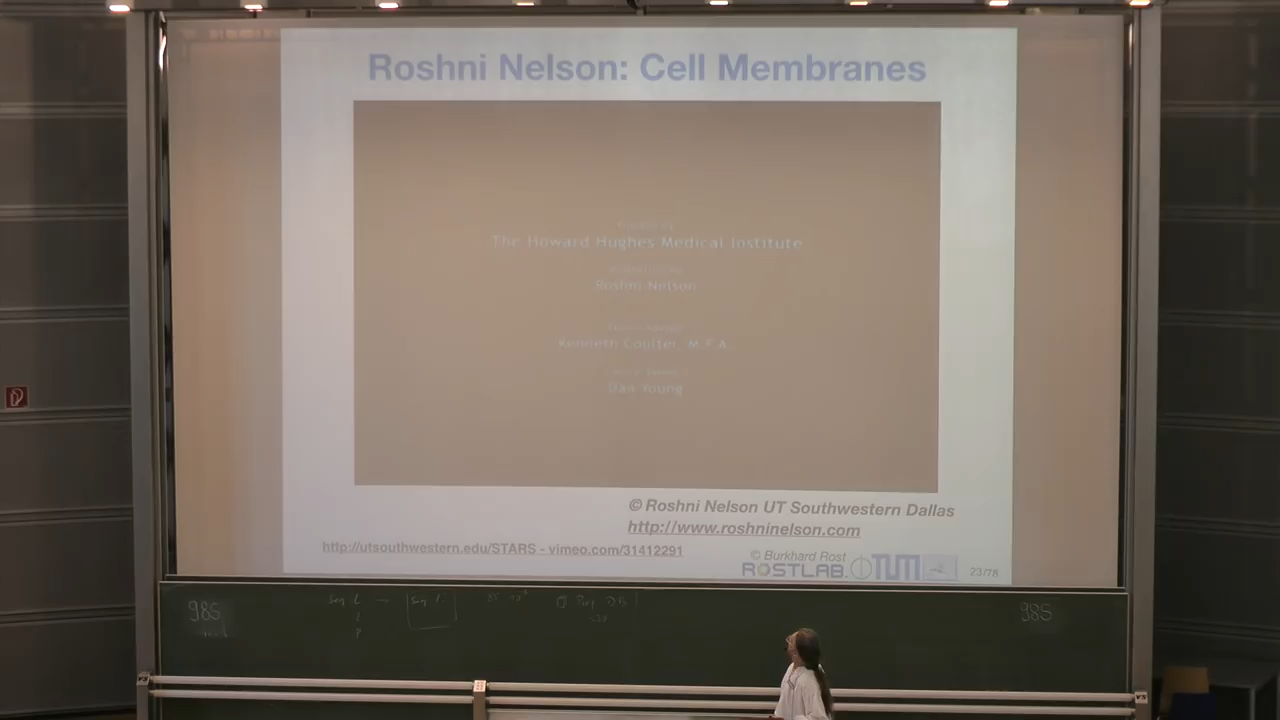 Roshni Nelson: Cell Membranes
The Howard Hughes Medical Institute
Roshni Nelson
Kenneth Coulter, M.F.A.
Dan Young
© Roshni Nelson UT Southwestern Dallas
http://www.roshninelson.com
http://utsouthwestern.edu/STARS - vimeo.com/31412291
© Burkhard Rost
ROSTLAB
TUM
23/78
985
985
V3
V5